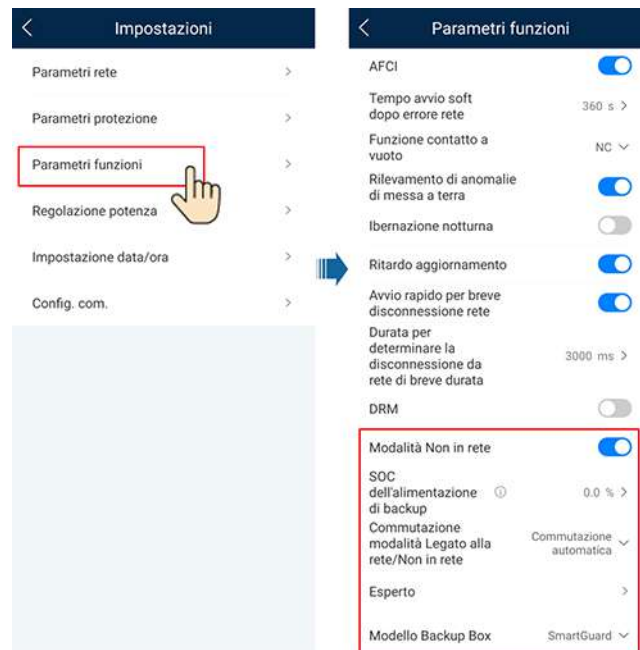 Impostazioni
Parametri rete
Parametri protezione
Parametri funzioni
Regolazione potenza
Impostazione data/ora
Config. com.
Parametri funzioni
AFCI
Tempo avvio soft
dopo errore rete
360 s
Funzione contatto a
vuoto
NC
Rilevamento di anomalie
di messa a terra
Ibernazione notturna
Ritardo aggiornamento
Avvio rapido per breve
disconnessione rete
Durata per
determinare la
disconnessione da
rete di breve durata
3000 ms
DRM
Modalità Non in rete
SOC
dell'alimentazione
di backup
0.0 %
Commutazione
modalità Legato alla
rete/Non in rete
Commutazione
automatica
Esperto
Modello Backup Box
SmartGuard